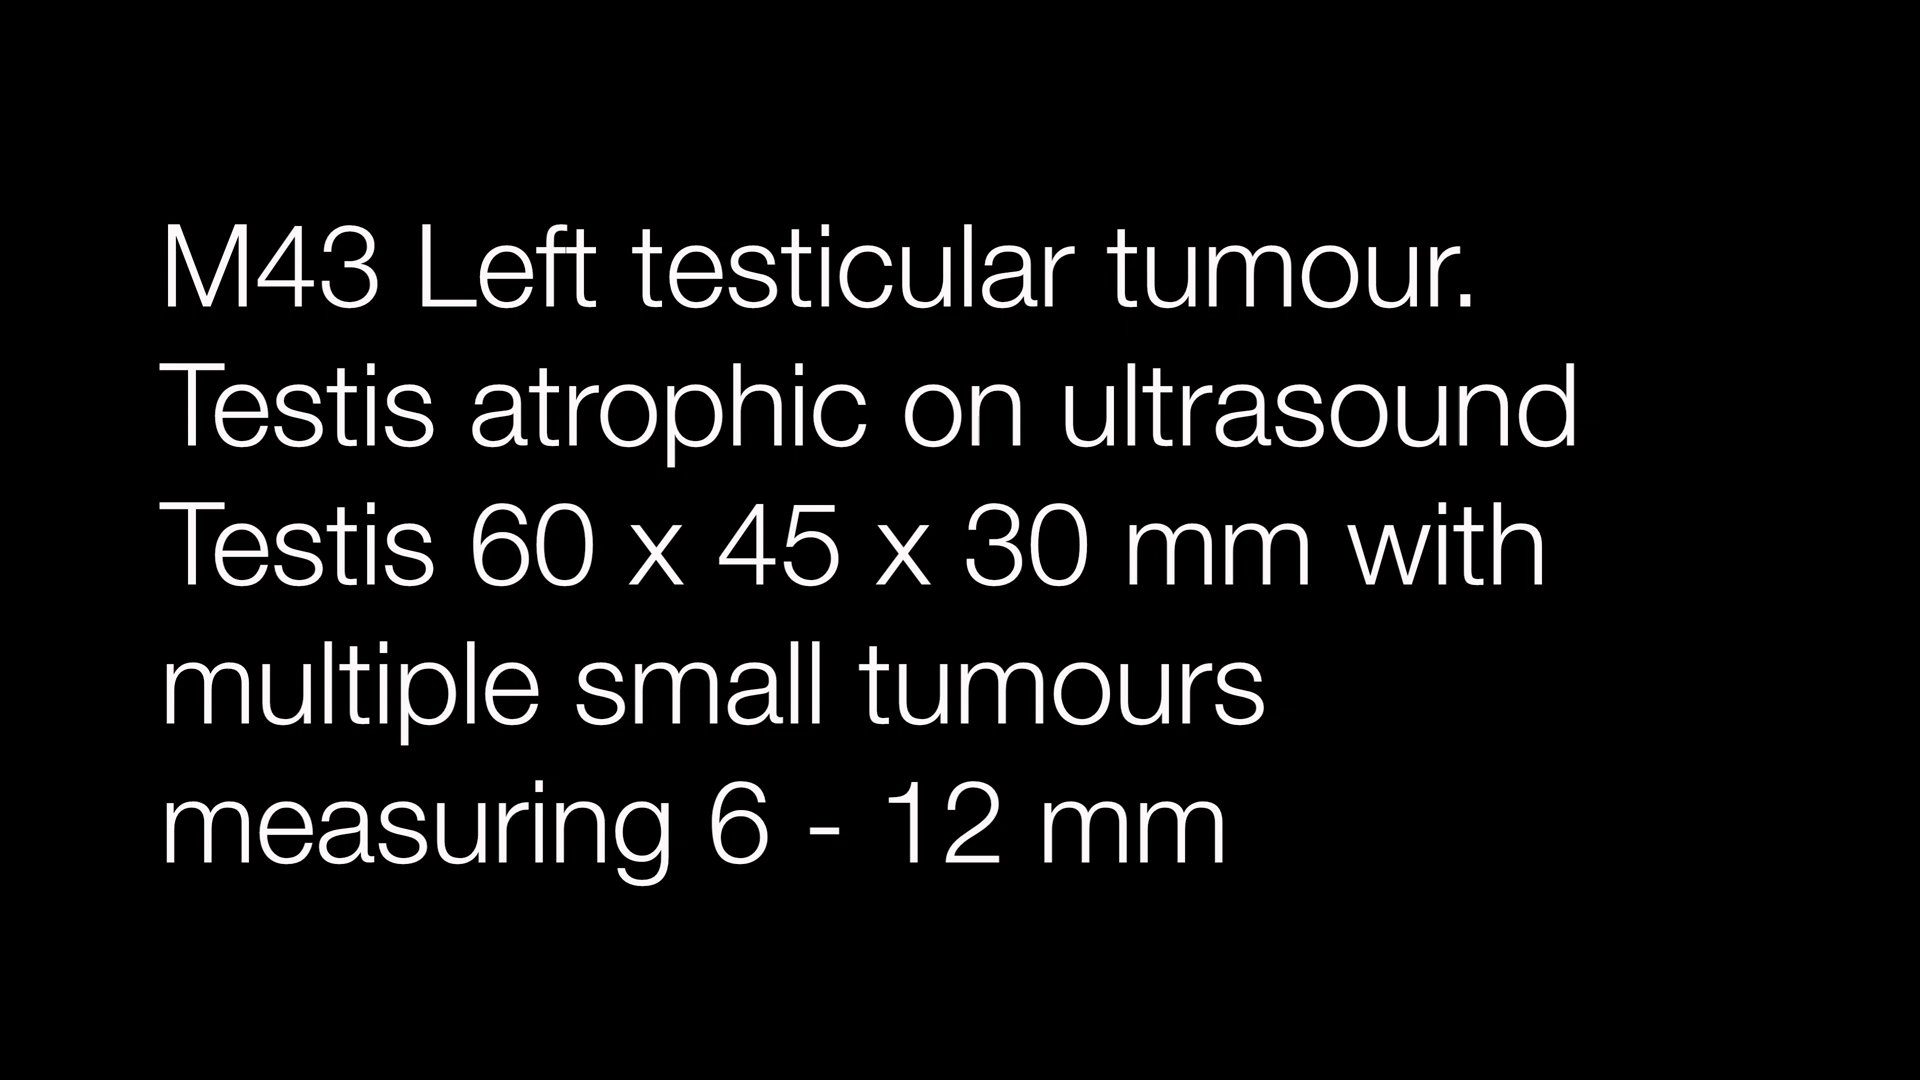 M43 Left testicular tumour.
Testis atrophic on ultrasound
Testis 60 x 45 x 30 mm with
multiple small tumours
measuring 6 - 12 mm